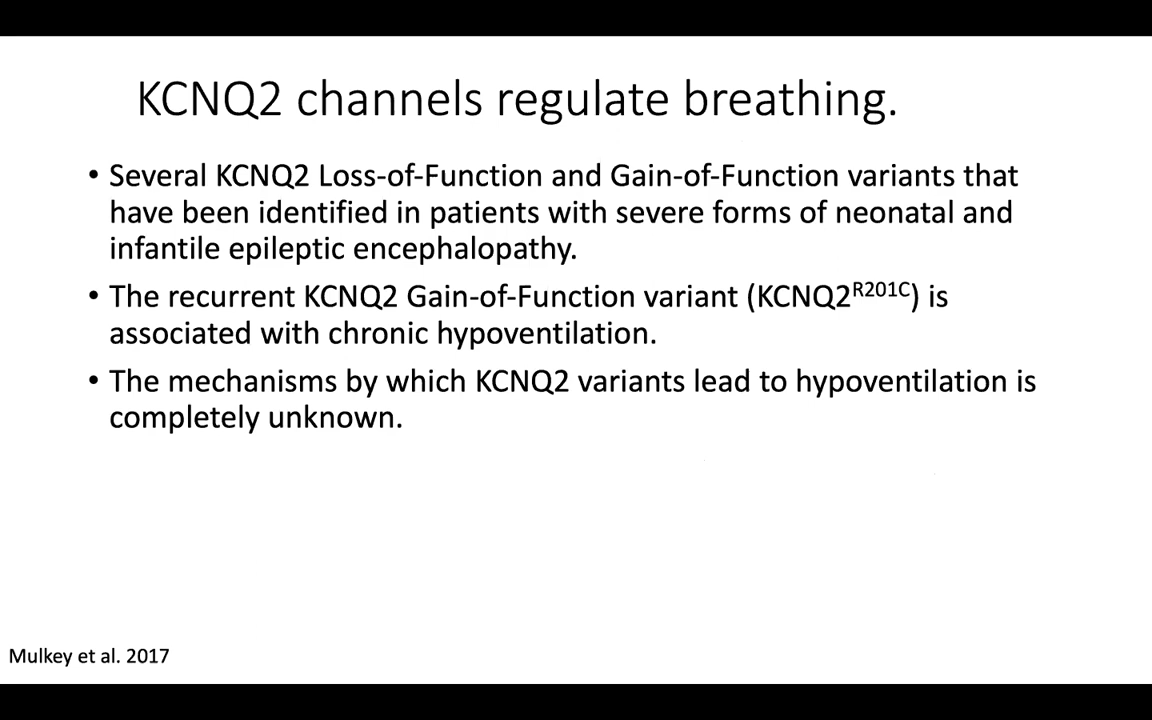 KCNQ2 channels regulate breathing.
• Several KCNQ2 Loss-of-Function and Gain-of-Function variants that
have been identified in patients with severe forms of neonatal and
infantile epileptic encephalopathy.
• The recurrent KCNQ2 Gain-of-Function variant (KCNQ2ᴿ²⁰¹ᶜ) is
associated with chronic hypoventilation.
• The mechanisms by which KCNQ2 variants lead to hypoventilation is
completely unknown.
Mulkey et al. 2017